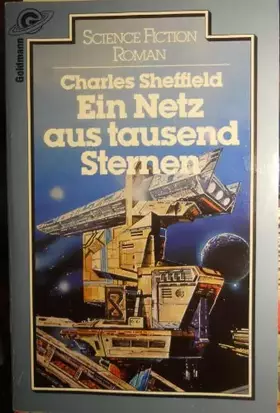 Goldmann
SCIENCE FICTION
ROMAN
Charles Sheffield
Ein Netz
aus tausend
Sternen